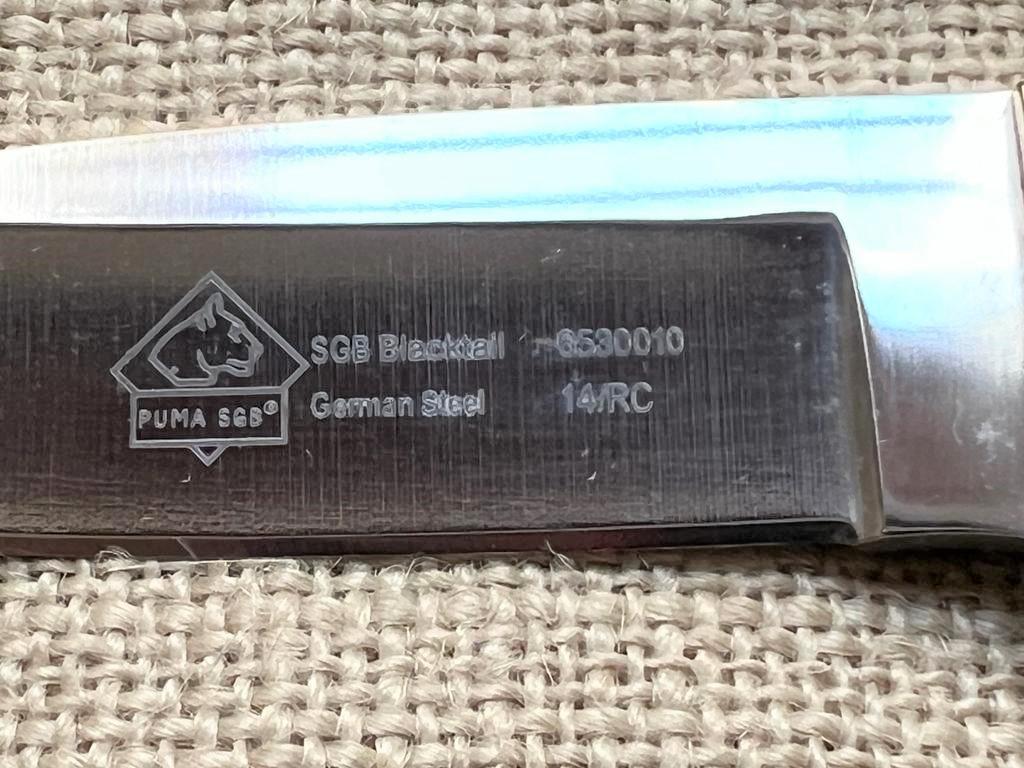 PUMA SGB®
SGB Blacktail 6530010
German Steel 14/RC